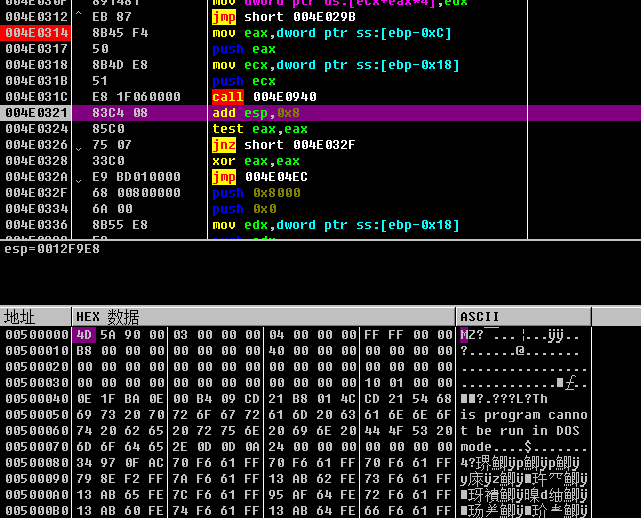 004E030F 891481 mov dword ptr ds:[ecx+eax*4],edx
004E0312 ^ EB 87 jmp short 004E029B
004E0314 8B45 F4 mov eax,dword ptr ss:[ebp-0xC]
004E0317 50 push eax
004E0318 8B4D E8 mov ecx,dword ptr ss:[ebp-0x18]
004E031B 51 push ecx
004E031C E8 1F060000 call 004E0940
004E0321 83C4 08 add esp,0x8
004E0324 85C0 test eax,eax
004E0326 75 07 jnz short 004E032F
004E0328 33C0 xor eax,eax
004E032A E9 BD010000 jmp 004E04EC
004E032F 68 00800000 push 0x8000
004E0334 6A 00 push 0x0
004E0336 8B55 E8 mov edx,dword ptr ss:[ebp-0x18]
esp=0012F9E8
地址 HEX 数据 ASCII
00500000 4D 5A 90 00 03 00 00 00 04 00 00 00 FF FF 00 00 MZ?
00500010 B8 00 00 00 00 00 00 00 40 00 00 00 00 00 00 00 ?.......@.......
00500020 00 00 00 00 00 00 00 00 00 00 00 00 00 00 00 00 ................
00500030 00 00 00 00 00 00 00 00 00 00 00 00 10 01 00 00
00500040 0E 1F BA 0E 00 B4 09 CD 21 B8 01 4C CD 21 54 68 ?.???L?Th
00500050 69 73 20 70 72 6F 67 72 61 6D 20 63 61 6E 6E 6F is program canno
00500060 74 20 62 65 20 72 75 6E 20 69 6E 20 44 4F 53 20 t be run in DOS
00500070 6D 6F 64 65 2E 0D 0D 0A 24 00 00 00 00 00 00 00 mode....$.......
00500080 34 97 0F AC 70 F6 61 FF 70 F6 61 FF 70 F6 61 FF
00500090 79 8E F2 FF 7A F6 61 FF 13 AB 62 FE 73 F6 61 FF
005000A0 13 AB 65 FE 7C F6 61 FF 95 AF 64 FE 72 F6 61 FF
005000B0 13 AB 60 FE 74 F6 61 FF 13 AB 64 FE 66 F6 61 FF